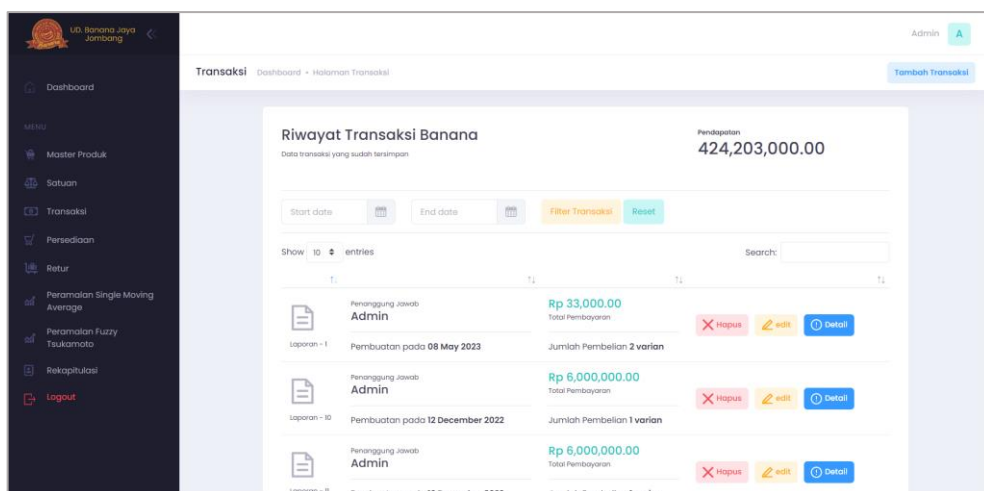 UD. Banana Jaya
Jombang
Admin
A
Transaksi
Dashboard • Halaman Transaksi
Tambah Transaksi
Dashboard
MENU
Master Produk
Satuan
Transaksi
Persediaan
Retur
Peramalan Single Moving
Average
Peramalan Fuzzy
Tsukamoto
Rekapitulasi
Logout
Riwayat Transaksi Banana
Data transaksi yang sudah tersimpan
Pendapatan
424,203,000.00
Start date
End date
Filter Transaksi
Reset
Show 10 entries
Search:
Laporan - 1
Penanggung Jawab
Admin
Pembuatan pada 08 May 2023
Rp 33,000.00
Total Pembayaran
Jumlah Pembelian 2 varian
Hapus
edit
Detail
Laporan - 10
Penanggung Jawab
Admin
Pembuatan pada 12 December 2022
Rp 6,000,000.00
Total Pembayaran
Jumlah Pembelian 1 varian
Hapus
edit
Detail
Penanggung Jawab
Admin
Rp 6,000,000.00
Total Pembayaran
Hapus
edit
Detail